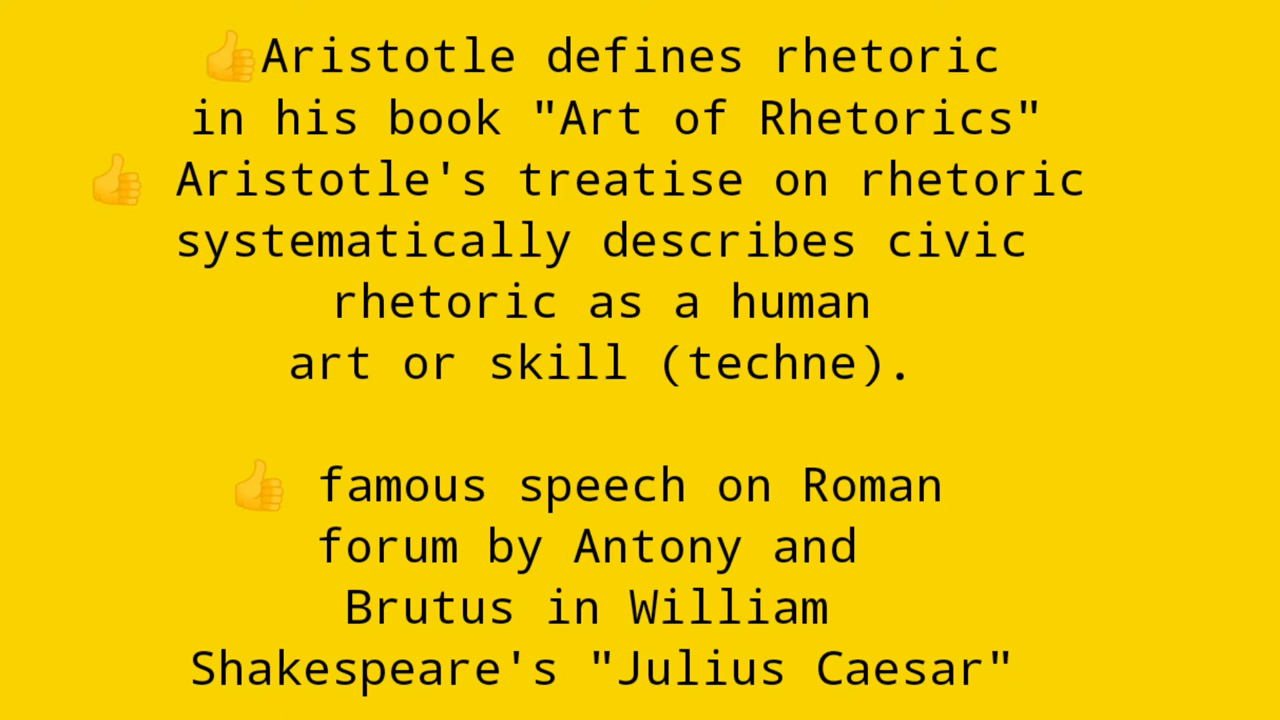 👍Aristotle defines rhetoric
in his book "Art of Rhetorics"
👍 Aristotle's treatise on rhetoric
systematically describes civic
rhetoric as a human
art or skill (techne).
👍 famous speech on Roman
forum by Antony and
Brutus in William
Shakespeare's "Julius Caesar"